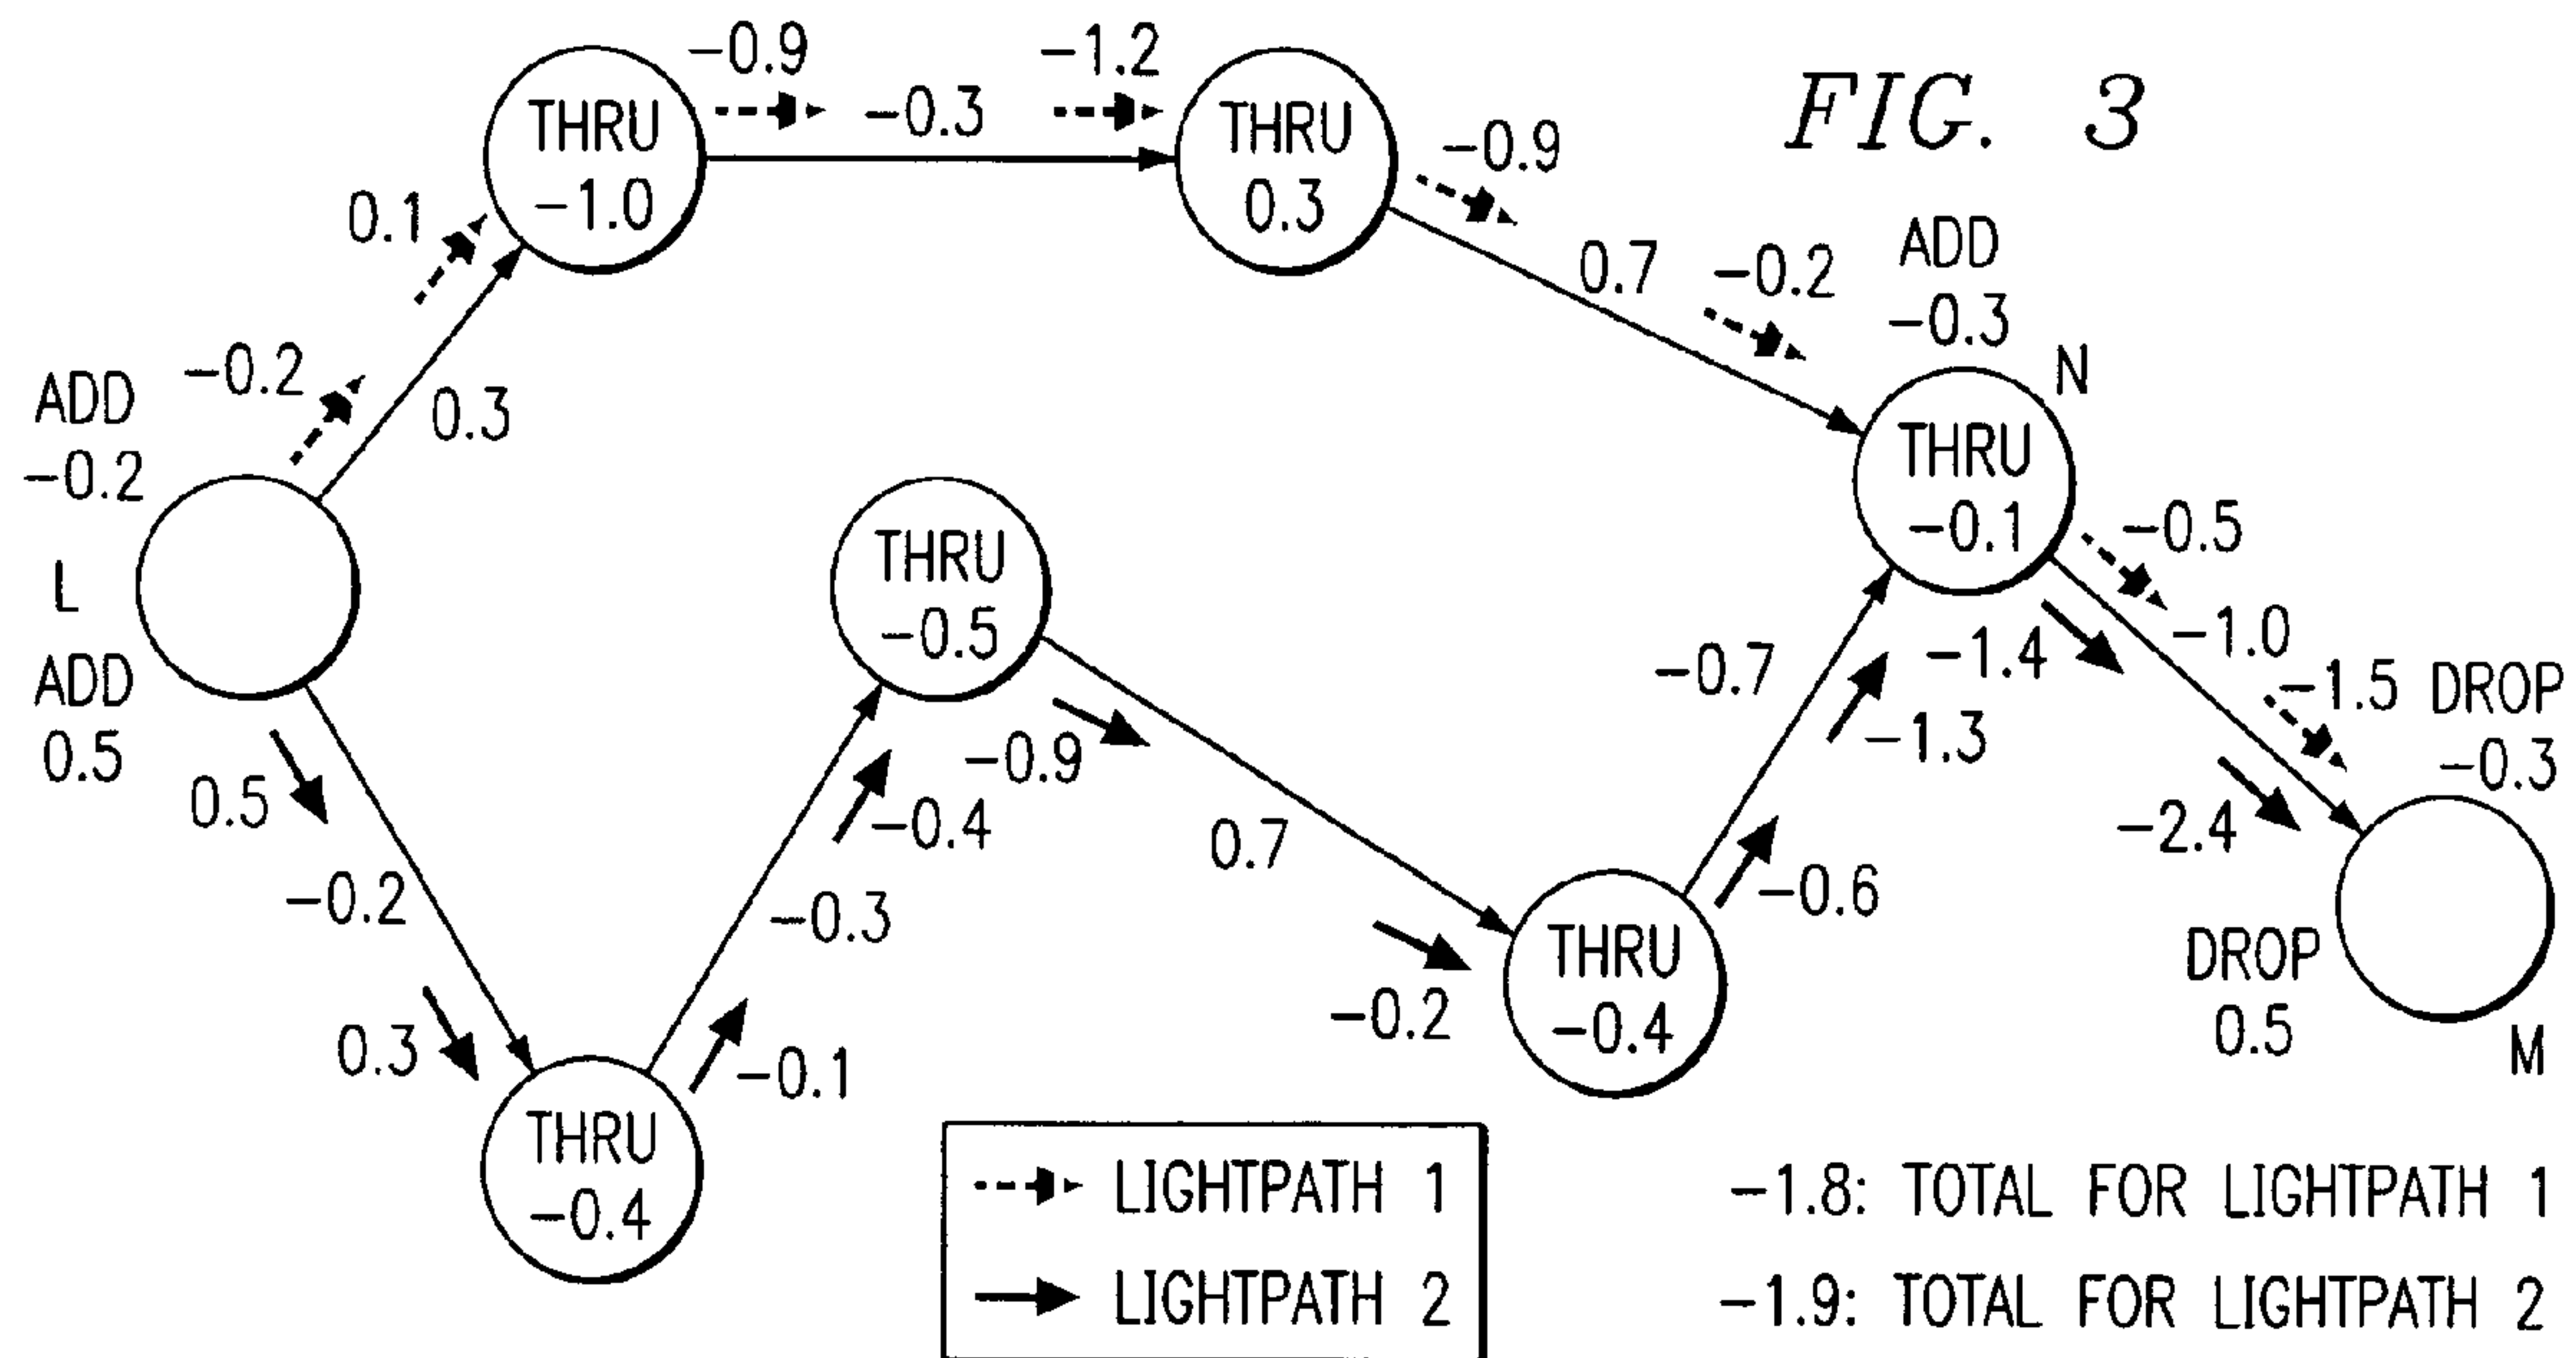 FIG. 3
-0.9
-1.2
-0.3
THRU
-1.0
THRU
0.3
-0.9
0.1
0.7
-0.2
ADD
-0.3
N
ADD
-0.2
-0.2
0.3
L
ADD
0.5
0.5
-0.2
0.3
THRU
-0.4
-0.1
-0.3
-0.4
THRU
-0.5
-0.9
0.7
-0.2
THRU
-0.4
-0.6
-0.7
-1.3
THRU
-0.1
-0.5
-1.4
-1.0
-1.5
-2.4
DROP
-0.3
DROP
0.5
M
LIGHTPATH 1
LIGHTPATH 2
-1.8: TOTAL FOR LIGHTPATH 1
-1.9: TOTAL FOR LIGHTPATH 2